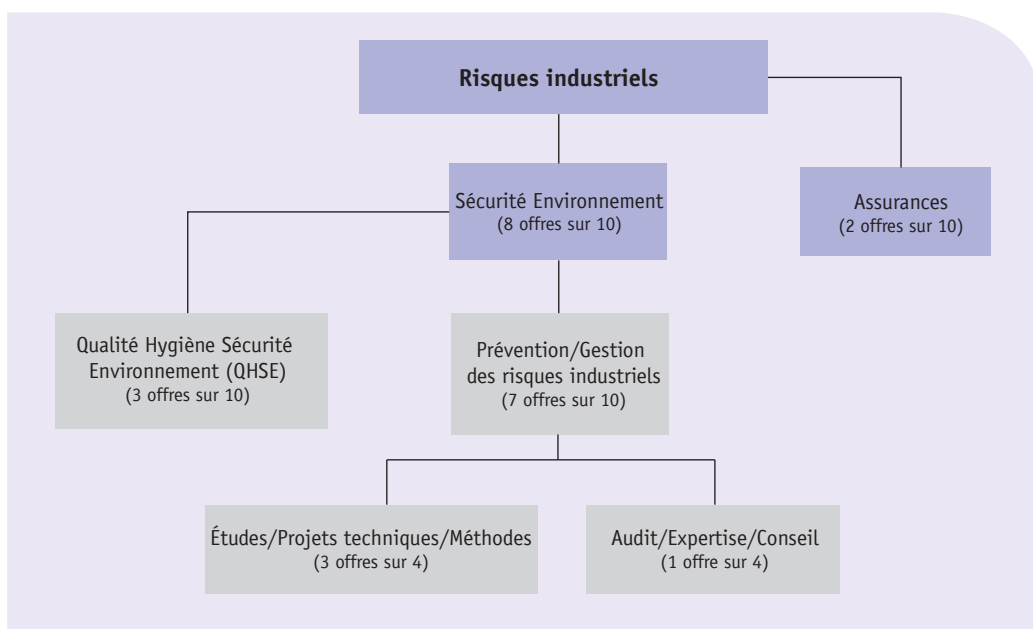 Risques industriels
Sécurité Environnement
(8 offres sur 10)
Assurances
(2 offres sur 10)
Qualité Hygiène Sécurité
Environnement (QHSE)
(3 offres sur 10)
Prévention/Gestion
des risques industriels
(7 offres sur 10)
Études/Projets techniques/Méthodes
(3 offres sur 4)
Audit/Expertise/Conseil
(1 offre sur 4)